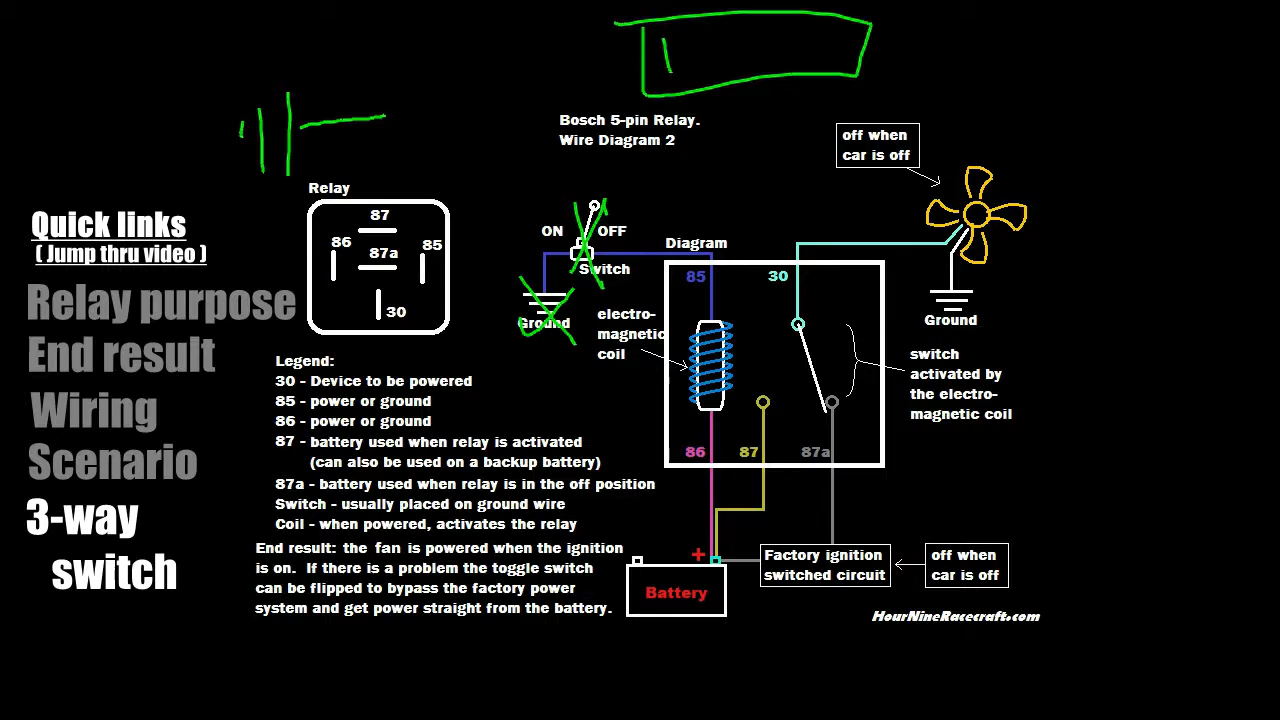 Bosch 5-pin Relay.
Wire Diagram 2
off when
car is off
Relay
87
86
87a
85
30
Quick links
( Jump thru video )
Relay purpose
End result
Wiring
Scenario
3-way
switch
ON
OFF
Switch
Ground
Diagram
85
30
electro-
magnetic
coil
86
87
87a
Ground
switch
activated by
the electro-
magnetic coil
Legend:
30 - Device to be powered
85 - power or ground
86 - power or ground
87 - battery used when relay is activated
(can also be used on a backup battery)
87a - battery used when relay is in the off position
Switch - usually placed on ground wire
Coil - when powered, activates the relay
End result: the fan is powered when the ignition
is on. If there is a problem the toggle switch
can be flipped to bypass the factory power
system and get power straight from the battery.
+
Battery
Factory ignition
switched circuit
off when
car is off
HourNineRacecraft.com